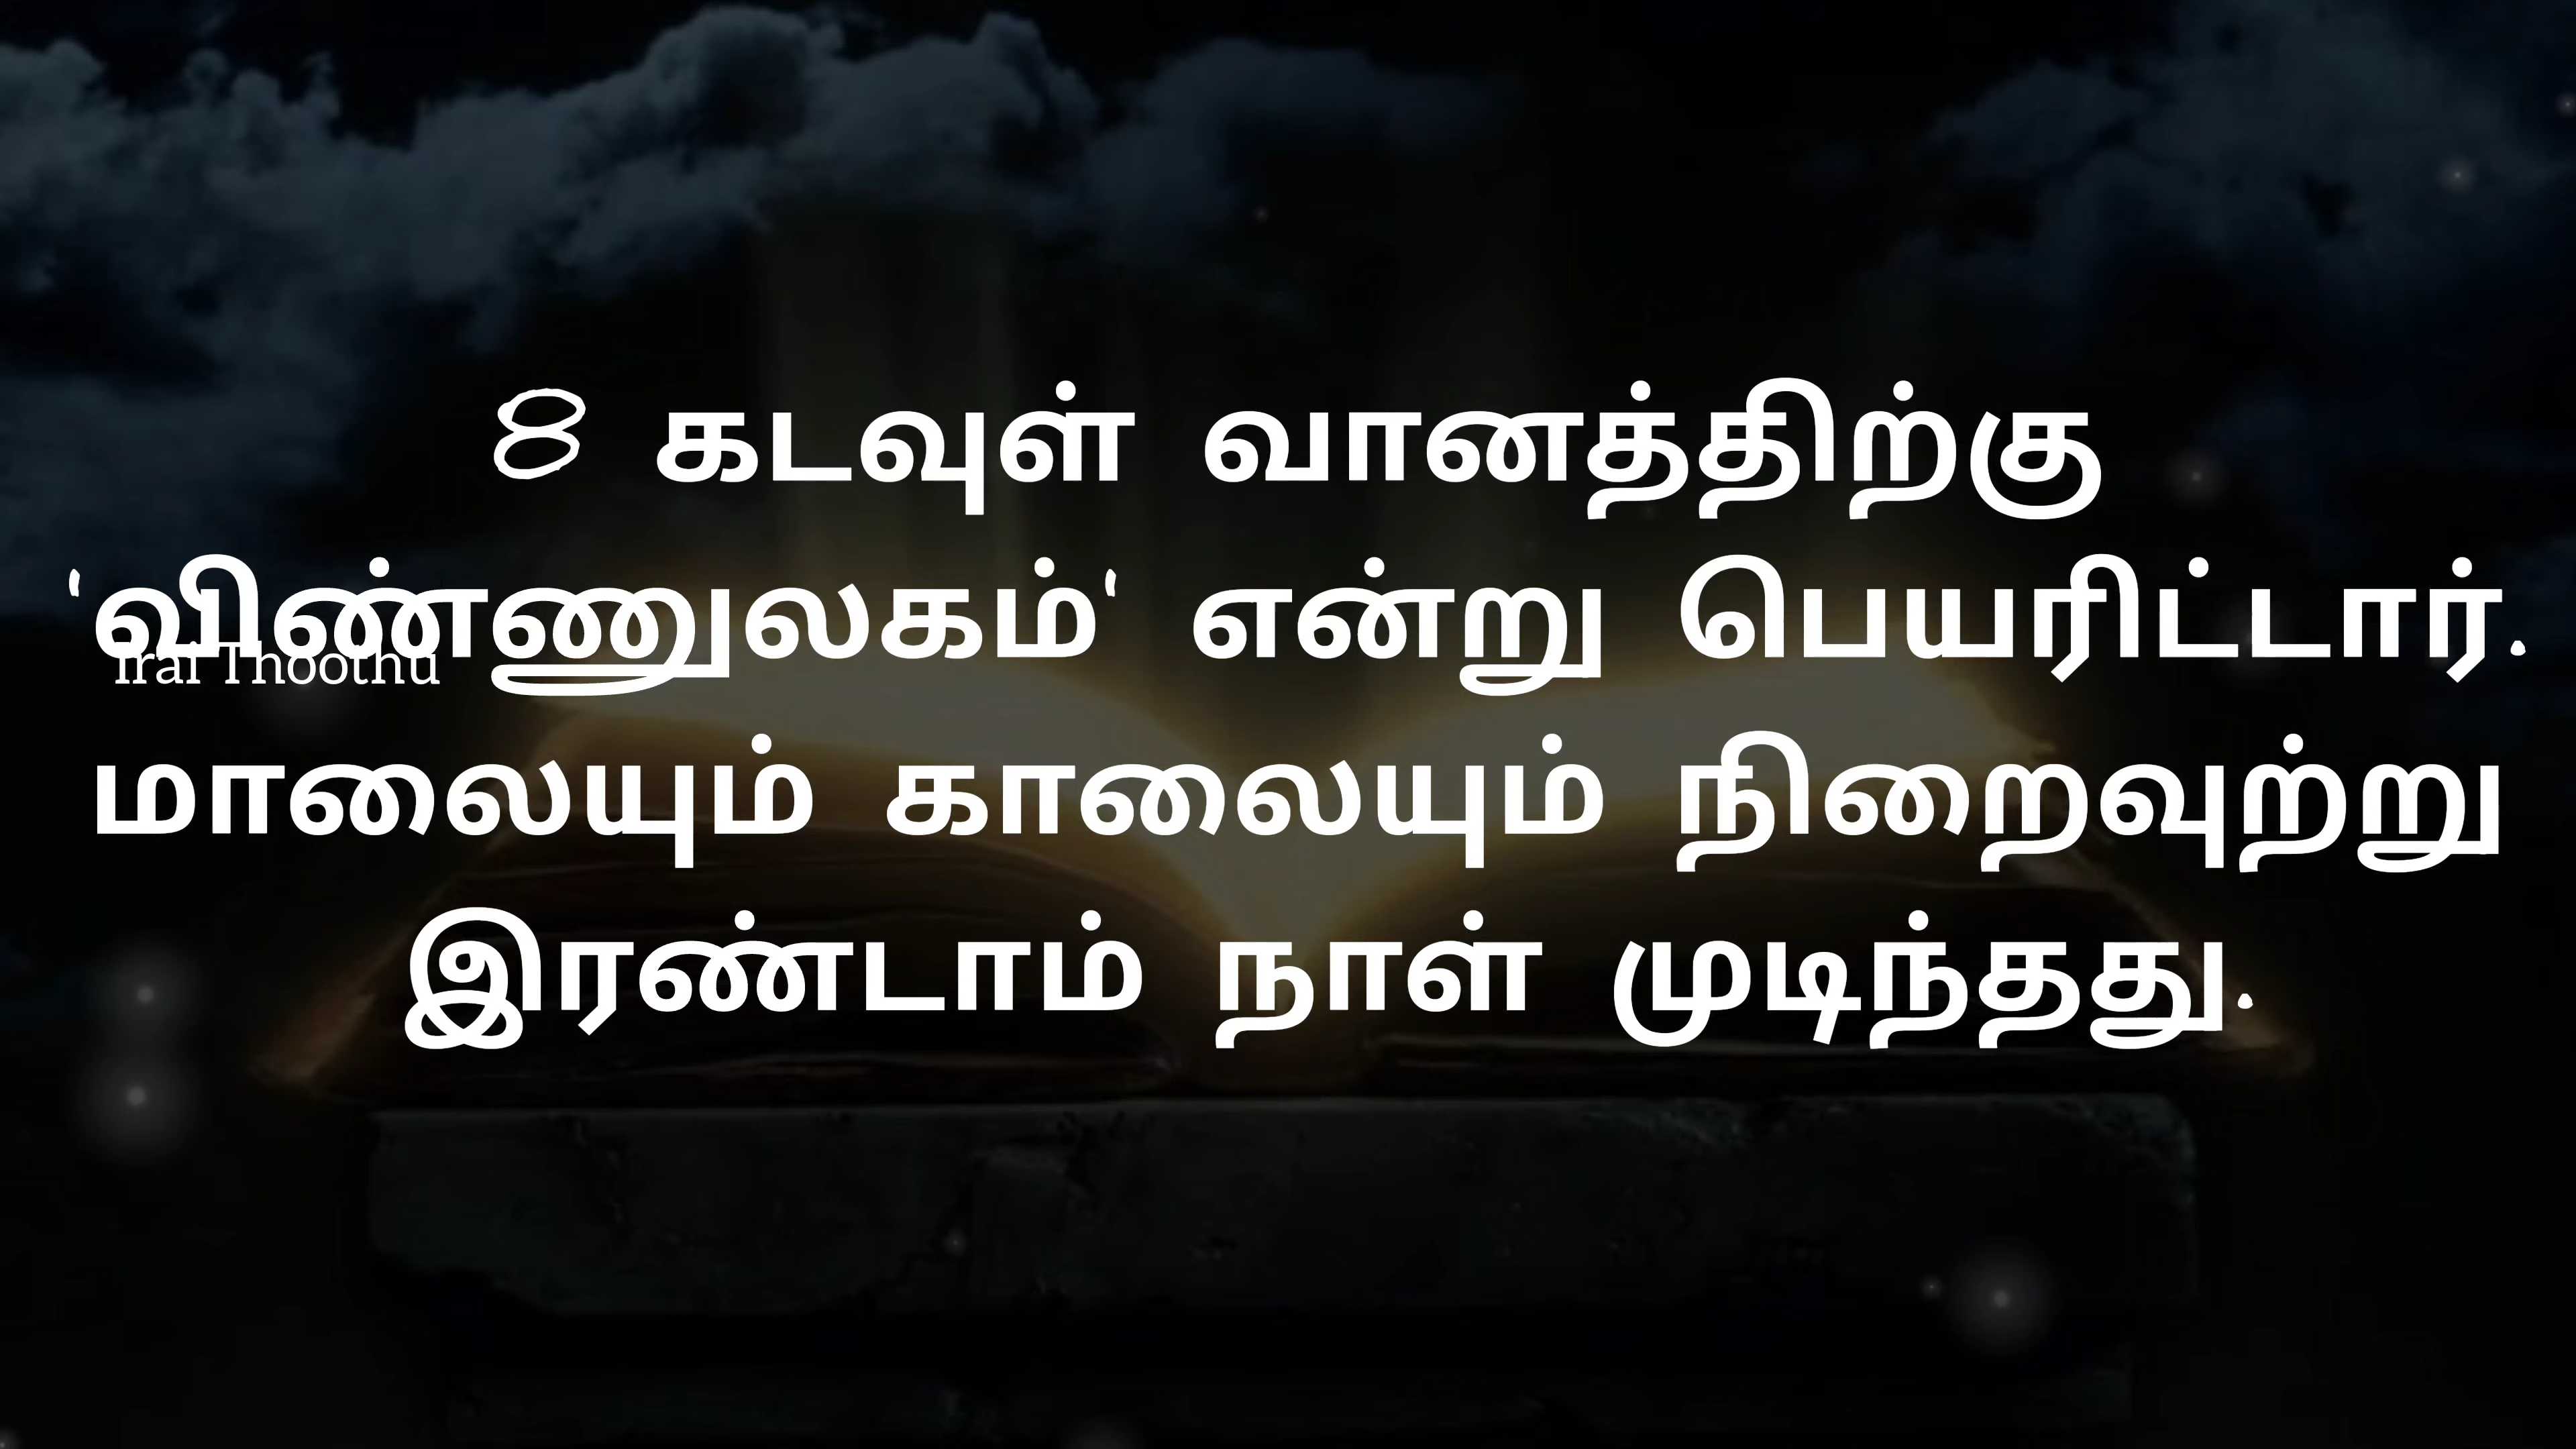 8 கடவுள் வானத்திற்கு
‘விண்ணுலகம்‘ என்று பெயரிட்டார்.
Irai Thoothu
மாலையும் காலையும் நிறைவுற்று
இரண்டாம் நாள் முடிந்தது.